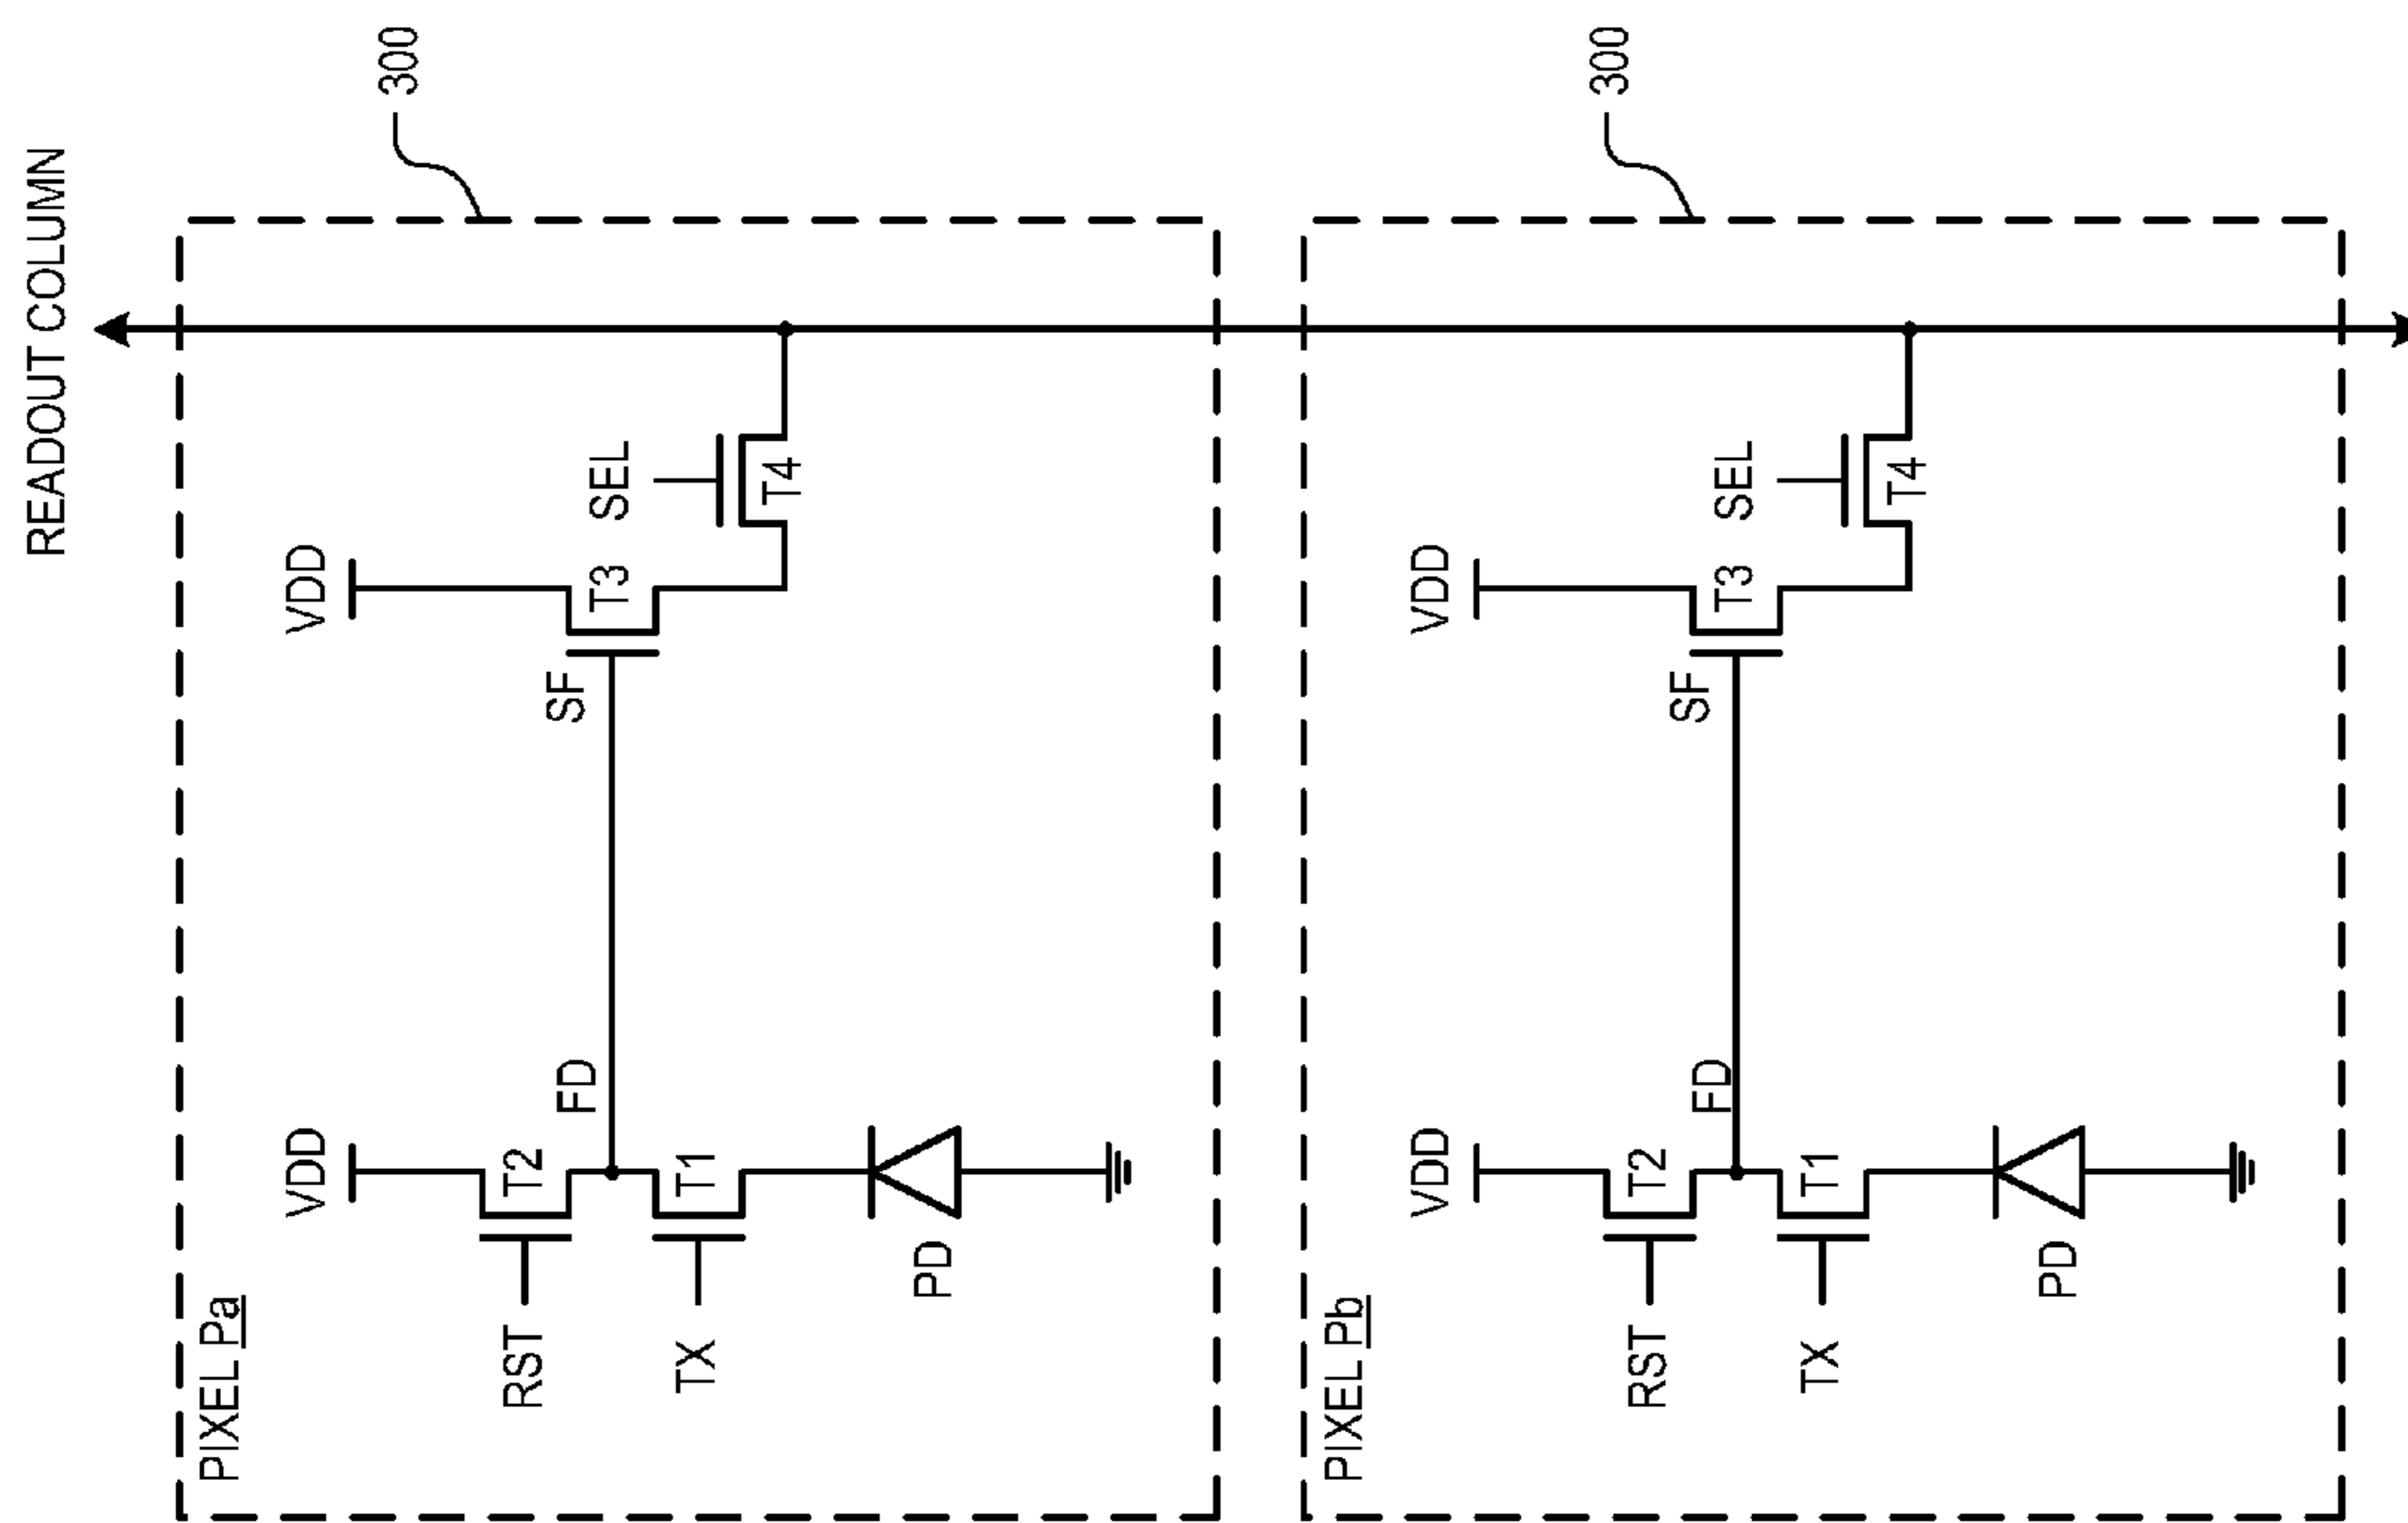 READOUT COLUMN
300
PIXEL Pa
VDD
VDD
RST
T2
FD
SF
T3
SEL
TX
T1
T4
PD
300
PIXEL Pb
VDD
VDD
RST
T2
FD
SF
T3
SEL
TX
T1
T4
PD